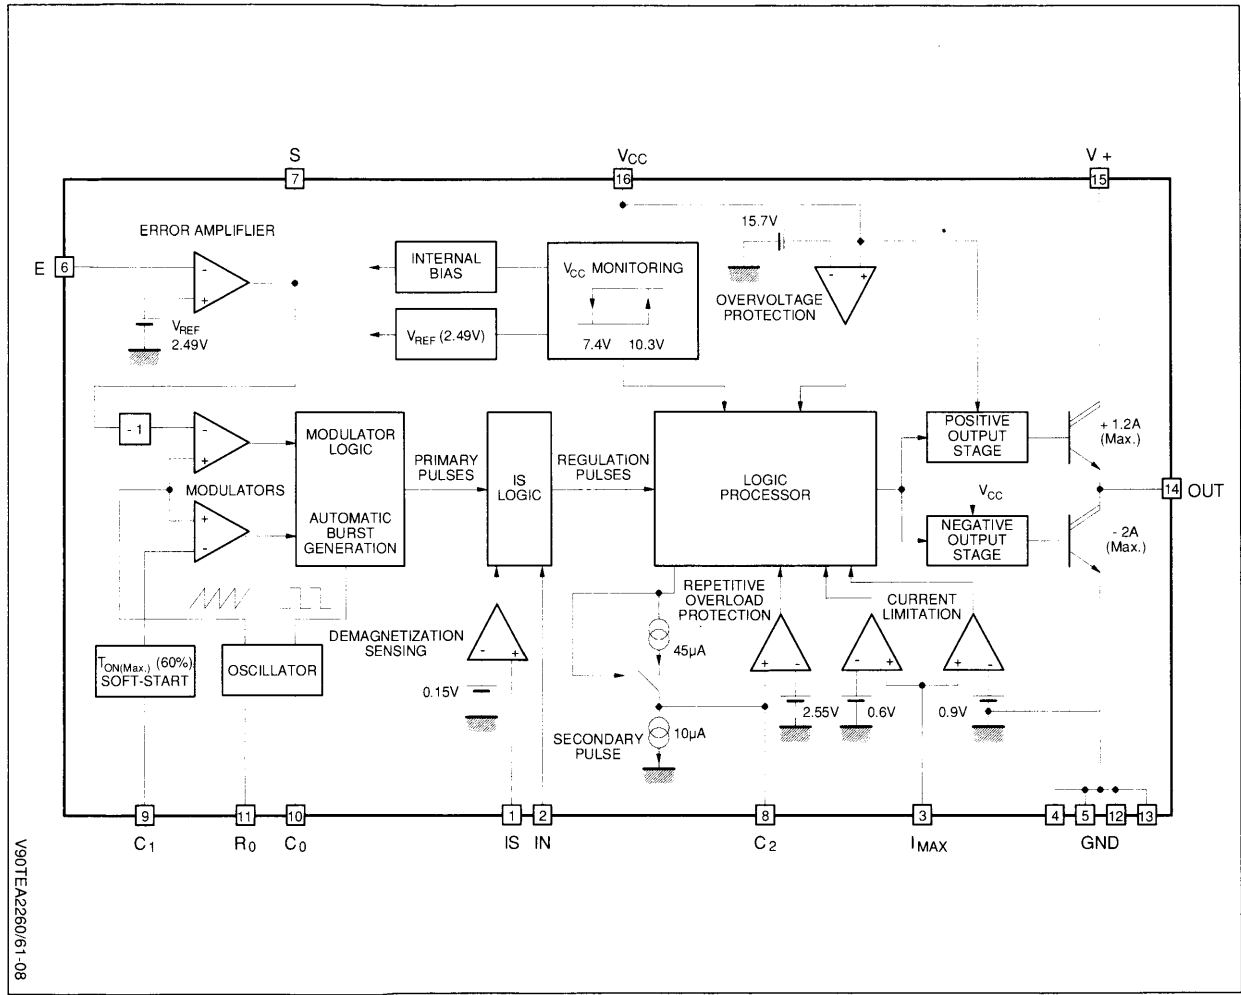 S
7
VCC
16
V +
15
ERROR AMPLIFIER
E
6
-
+
VREF
2.49V
INTERNAL
BIAS
VREF (2.49V)
VCC MONITORING
7.4V
10.3V
15.7V
-
+
OVERVOLTAGE
PROTECTION
- 1
-
+
MODULATORS
+
-
MODULATOR
LOGIC
AUTOMATIC
BURST
GENERATION
PRIMARY
PULSES
IS
LOGIC
REGULATION
PULSES
LOGIC
PROCESSOR
POSITIVE
OUTPUT
STAGE
+ 1.2A
(Max.)
VCC
NEGATIVE
OUTPUT
STAGE
- 2A
(Max.)
14
OUT
TON(Max.) (60%)
SOFT-START
OSCILLATOR
DEMAGNETIZATION
SENSING
-
+
0.15V
REPETITIVE
OVERLOAD
PROTECTION
CURRENT
LIMITATION
45µA
+
-
-
+
+
-
2.55V
0.6V
0.9V
SECONDARY
PULSE
10µA
9
11
10
1
2
8
3
4
5
12
13
C1
R0
C0
IS
IN
C2
IMAX
GND
V90TEA2260/61-08